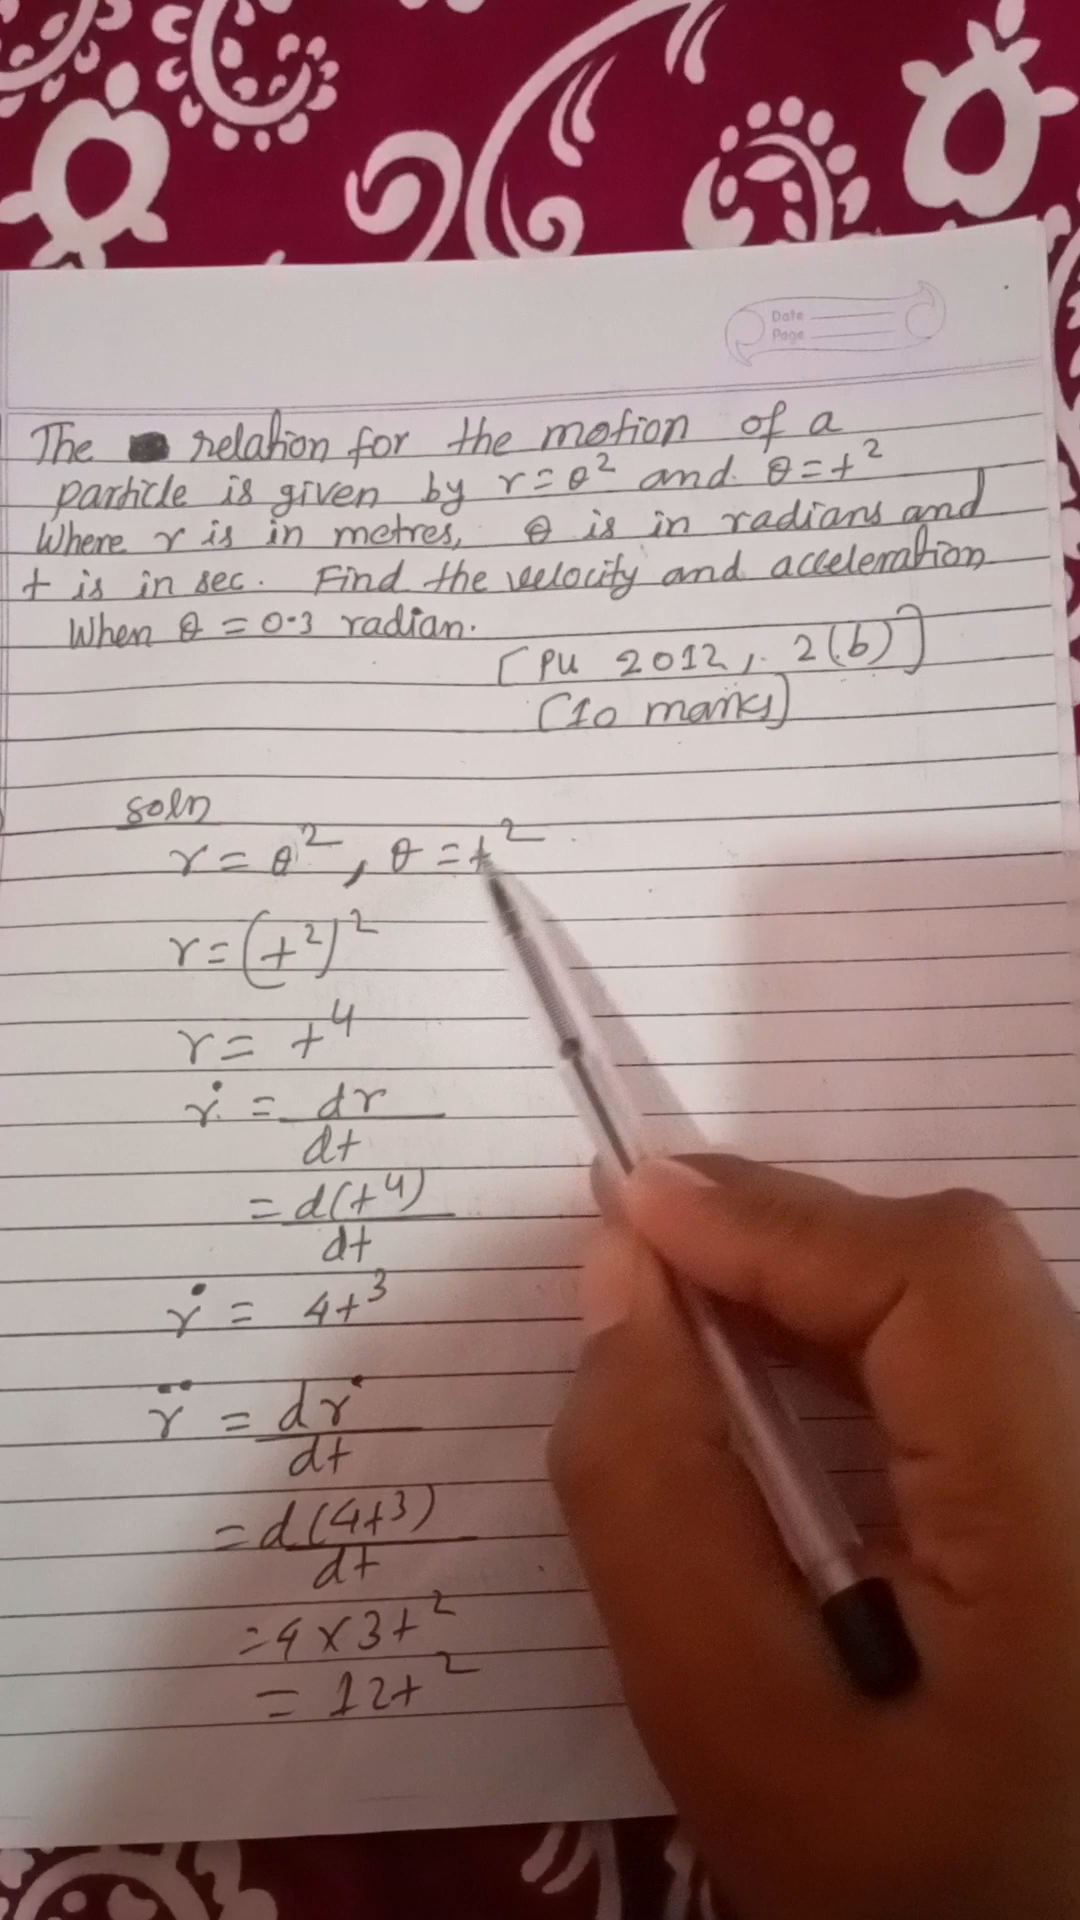 Date
Page
The relation for the motion of a
particle is given by r=θ² and θ=t²
Where r is in metres, θ is in radians and
t is in sec. Find the velocity and acceleration
When θ = 0.3 radian.
[PU 2012, 2(b)]
(10 marks)
soln
r = θ², θ = t²
r = (t²)²
r = t⁴
ṙ = dr/dt
= d(t⁴)/dt
ṙ = 4t³
r̈ = dṙ/dt
= d(4t³)/dt
= 4 × 3t²
= 12t²